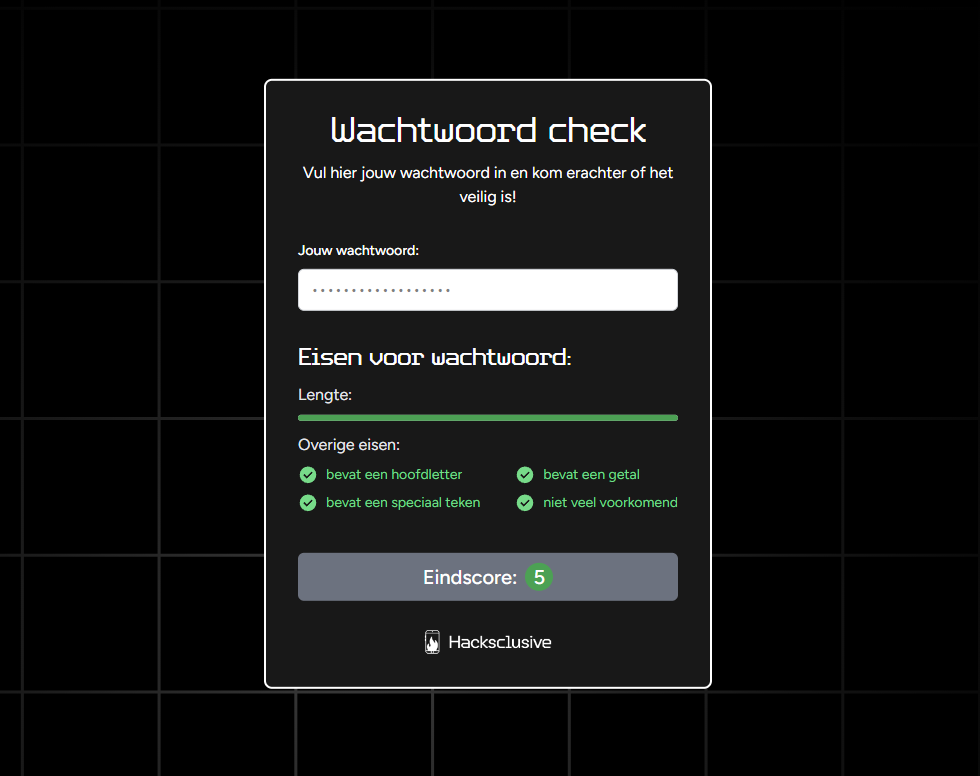 Wachtwoord check
Vul hier jouw wachtwoord in en kom erachter of het
veilig is!
Jouw wachtwoord:
••••••••••••••••••
Eisen voor wachtwoord:
Lengte:
Overige eisen:
bevat een hoofdletter
bevat een getal
bevat een speciaal teken
niet veel voorkomend
Eindscore: 5
Hacksclusive